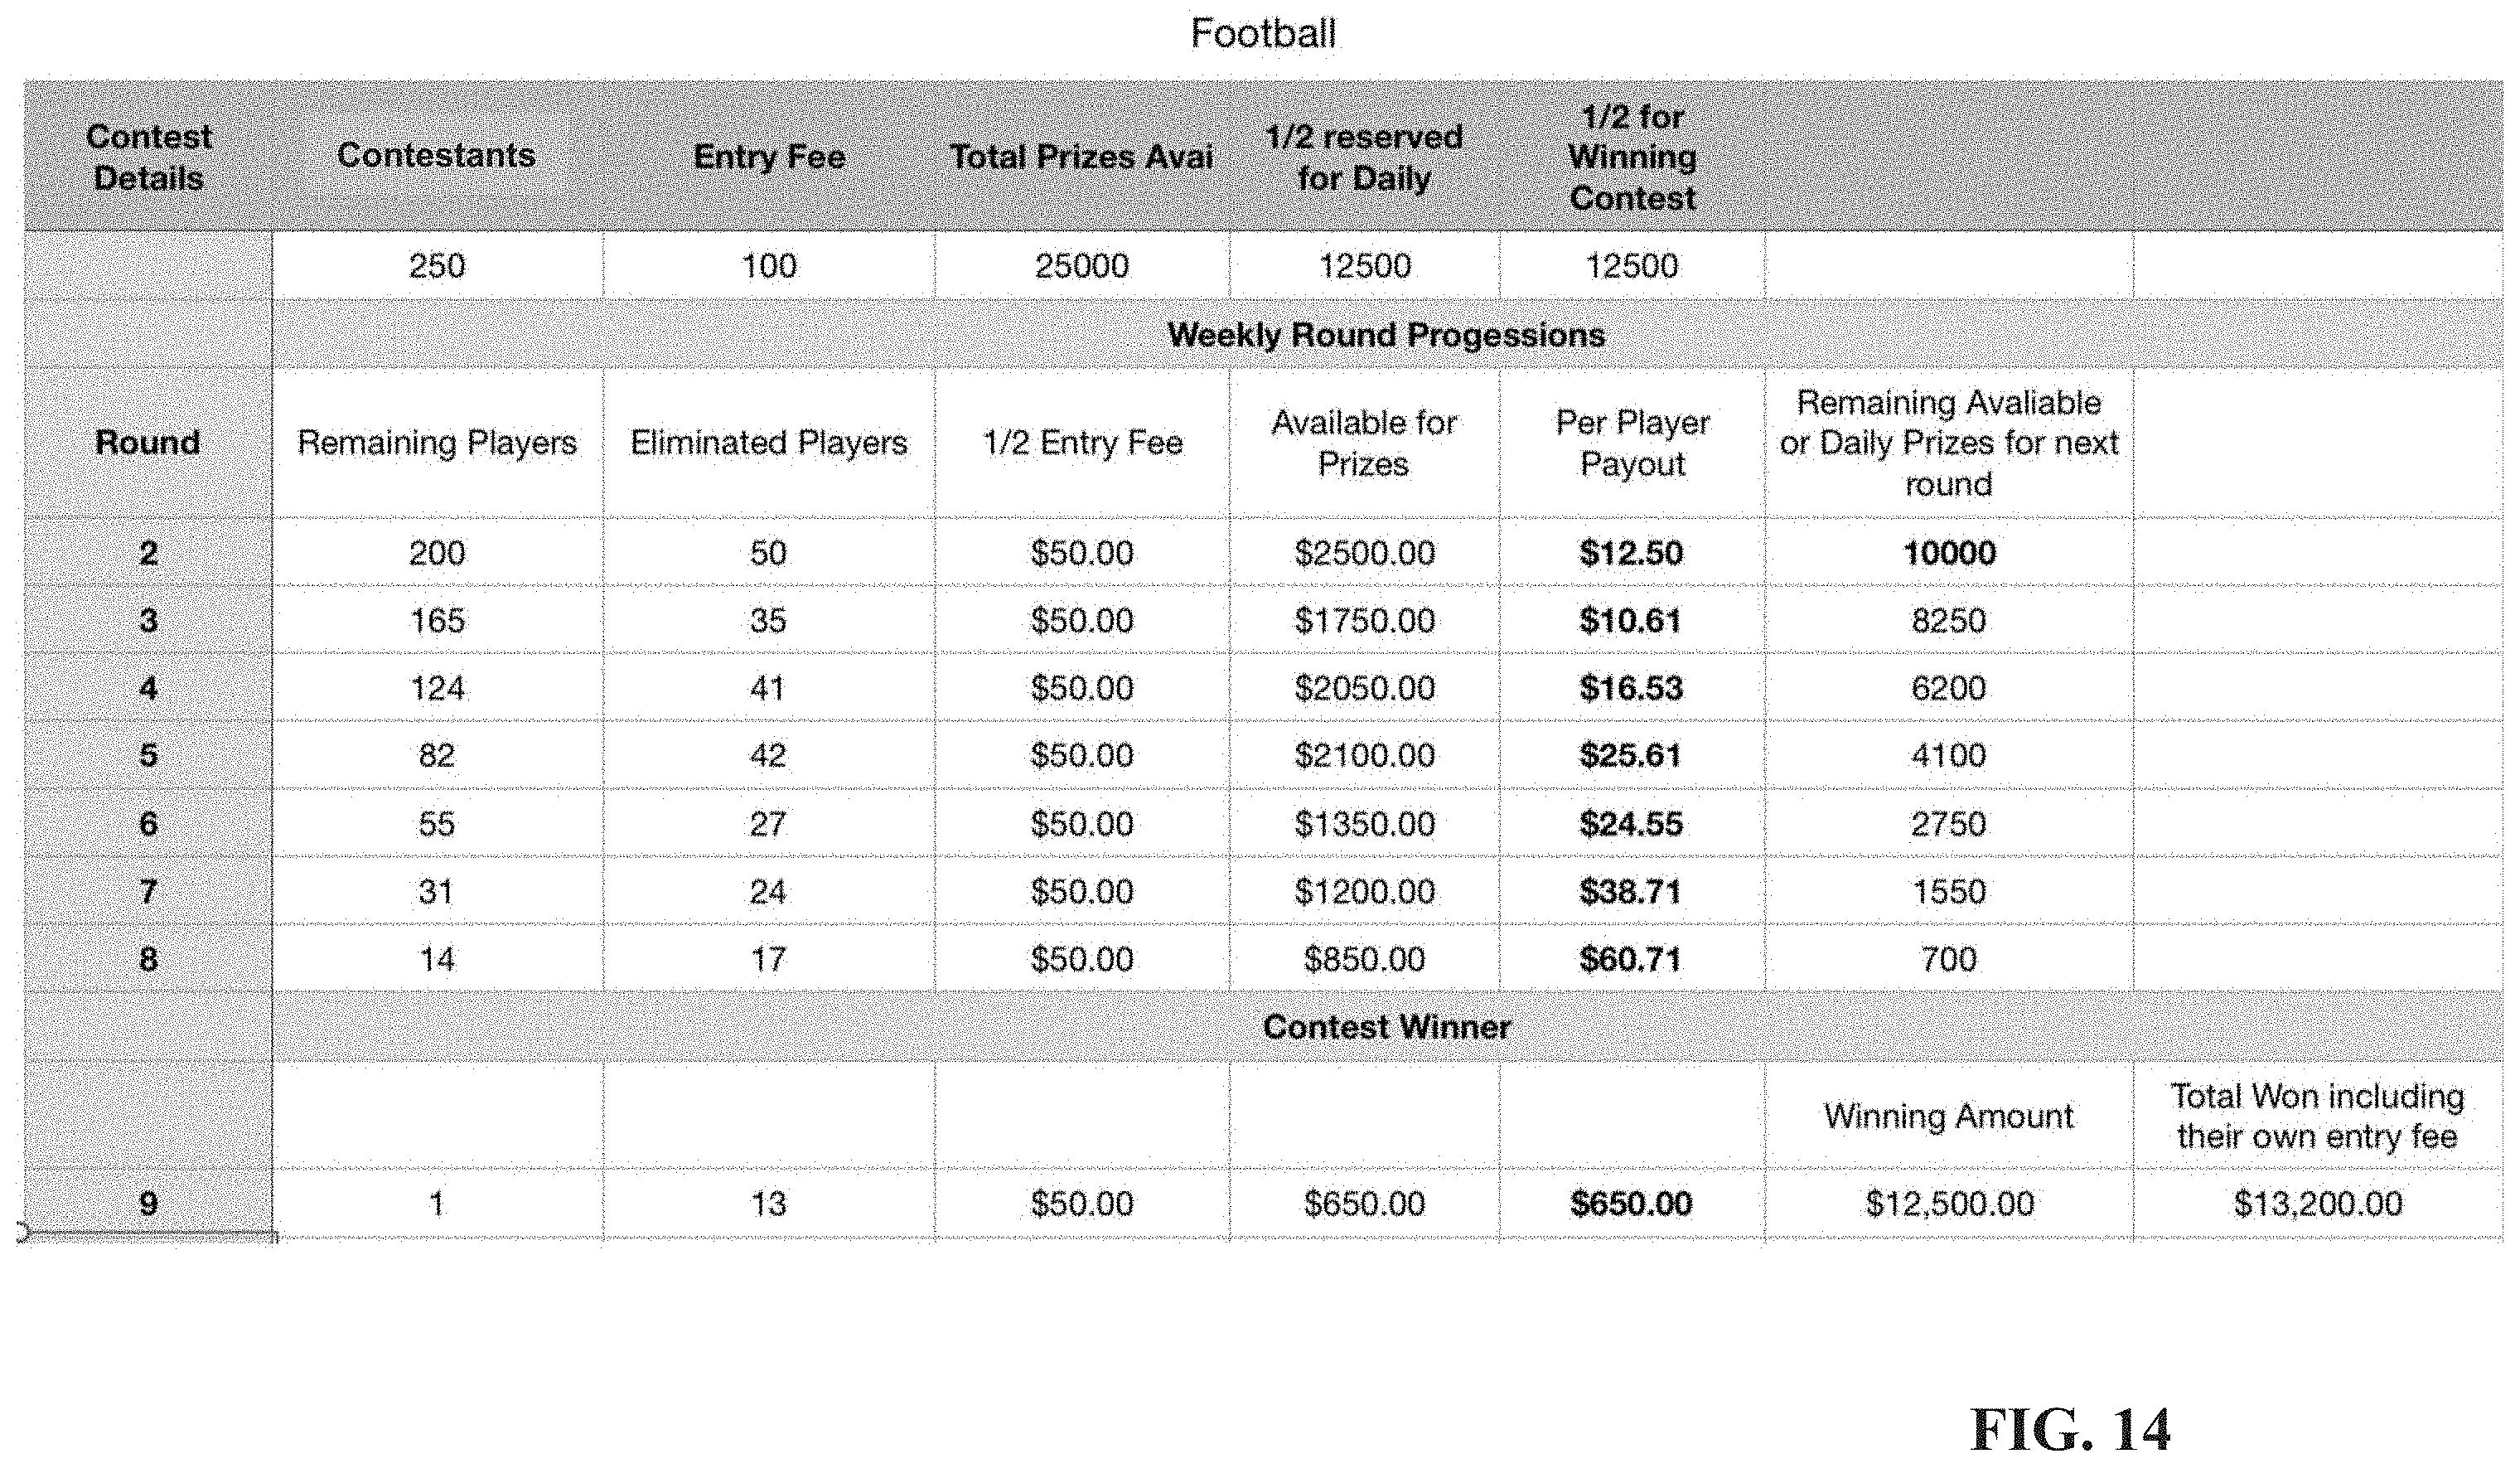 Football
Contest Details Contestants Entry Fee Total Prizes Avai 1/2 reserved for Daily 1/2 for Winning Contest
250 100 25000 12500 12500
Weekly Round Progessions
Round Remaining Players Eliminated Players 1/2 Entry Fee Available for Prizes Per Player Payout Remaining Avaliable or Daily Prizes for next round
2 200 50 $50.00 $2500.00 $12.50 10000
3 165 35 $50.00 $1750.00 $10.61 8250
4 124 41 $50.00 $2050.00 $16.53 6200
5 82 42 $50.00 $2100.00 $25.61 4100
6 55 27 $50.00 $1350.00 $24.55 2750
7 31 24 $50.00 $1200.00 $38.71 1550
8 14 17 $50.00 $850.00 $60.71 700
Contest Winner
Winning Amount Total Won including their own entry fee
9 1 13 $50.00 $650.00 $650.00 $12,500.00 $13,200.00
FIG. 14